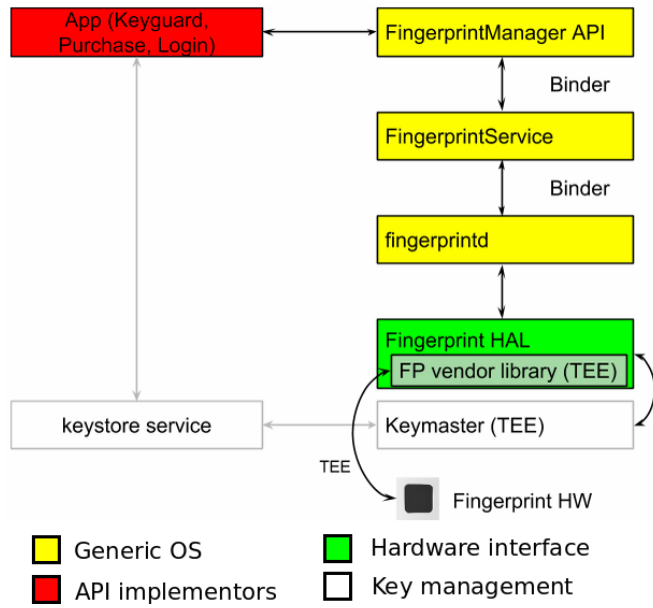 App (Keyguard,
Purchase, Login)
FingerprintManager API
Binder
FingerprintService
Binder
fingerprintd
Fingerprint HAL
FP vendor library (TEE)
keystore service
Keymaster (TEE)
TEE
Fingerprint HW
Generic OS
Hardware interface
API implementors
Key management